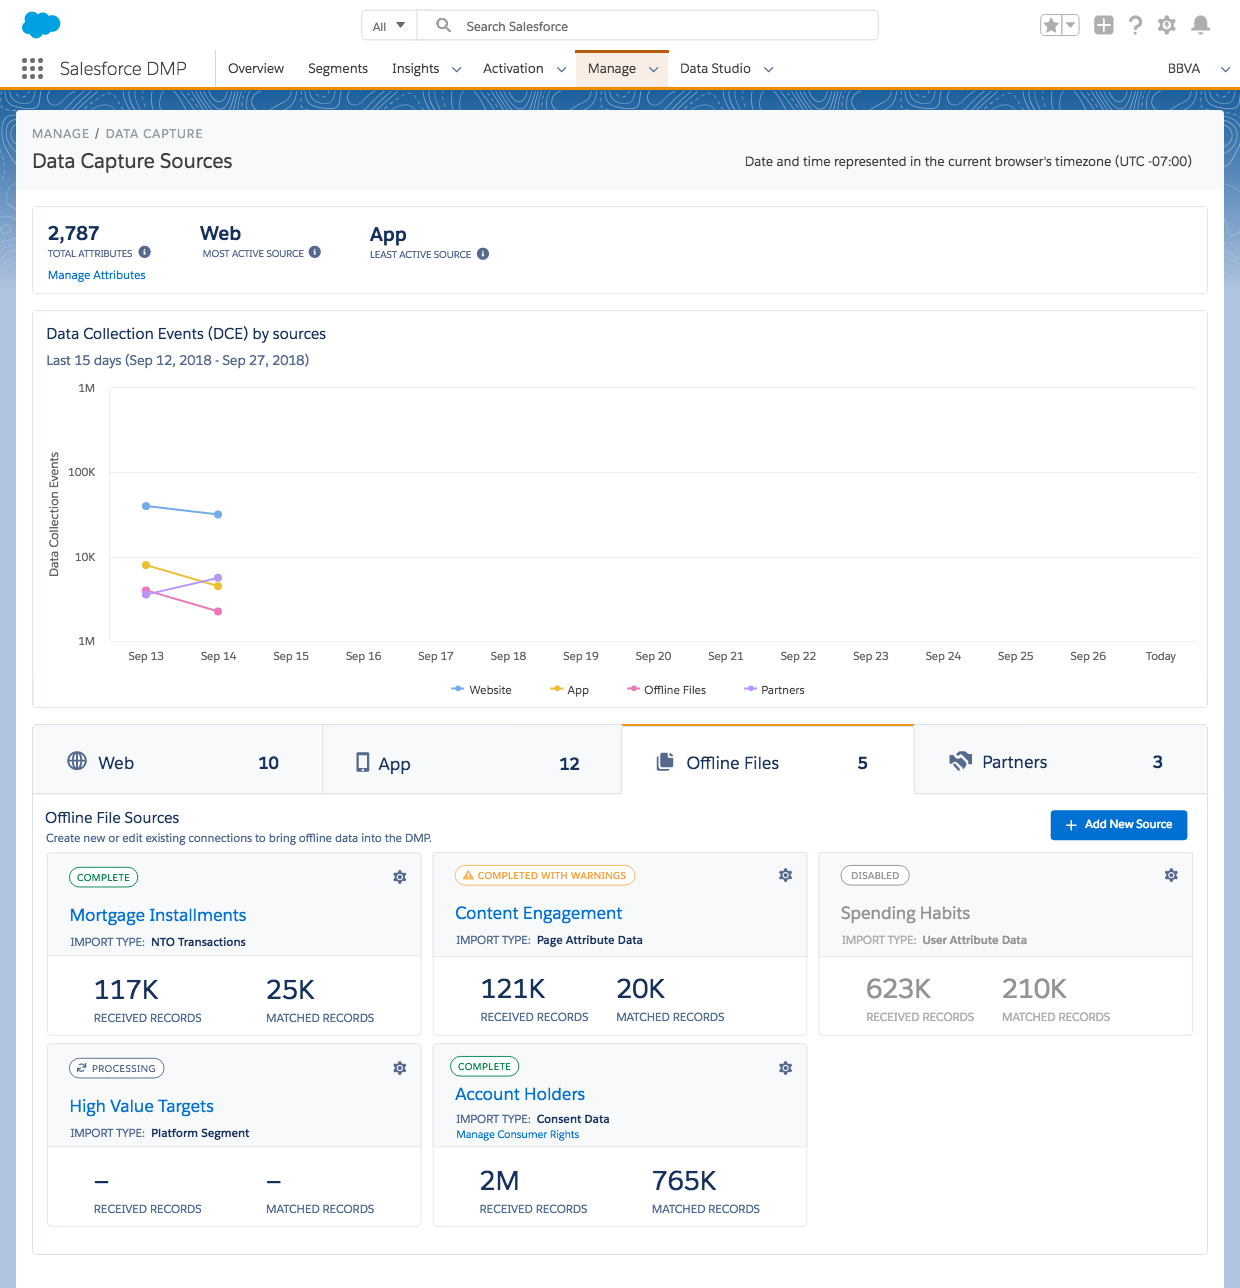 All Search Salesforce
Salesforce DMP Overview Segments Insights Activation Manage Data Studio BBVA
MANAGE / DATA CAPTURE
Data Capture Sources
Date and time represented in the current browser's timezone (UTC -07:00)
2,787 Web App
TOTAL ATTRIBUTES MOST ACTIVE SOURCE LEAST ACTIVE SOURCE
Manage Attributes
Data Collection Events (DCE) by sources
Last 15 days (Sep 12, 2018 - Sep 27, 2018)
Data Collection Events
1M
100K
10K
1M
Sep 13 Sep 14 Sep 15 Sep 16 Sep 17 Sep 18 Sep 19 Sep 20 Sep 21 Sep 22 Sep 23 Sep 24 Sep 25 Sep 26 Today
Website App Offline Files Partners
Web 10 App 12 Offline Files 5 Partners 3
Offline File Sources
Create new or edit existing connections to bring offline data into the DMP.
+ Add New Source
COMPLETE
Mortgage Installments
IMPORT TYPE: NTO Transactions
117K 25K
RECEIVED RECORDS MATCHED RECORDS
COMPLETED WITH WARNINGS
Content Engagement
IMPORT TYPE: Page Attribute Data
121K 20K
RECEIVED RECORDS MATCHED RECORDS
DISABLED
Spending Habits
IMPORT TYPE: User Attribute Data
623K 210K
RECEIVED RECORDS MATCHED RECORDS
PROCESSING
High Value Targets
IMPORT TYPE: Platform Segment
– –
RECEIVED RECORDS MATCHED RECORDS
COMPLETE
Account Holders
IMPORT TYPE: Consent Data
Manage Consumer Rights
2M 765K
RECEIVED RECORDS MATCHED RECORDS